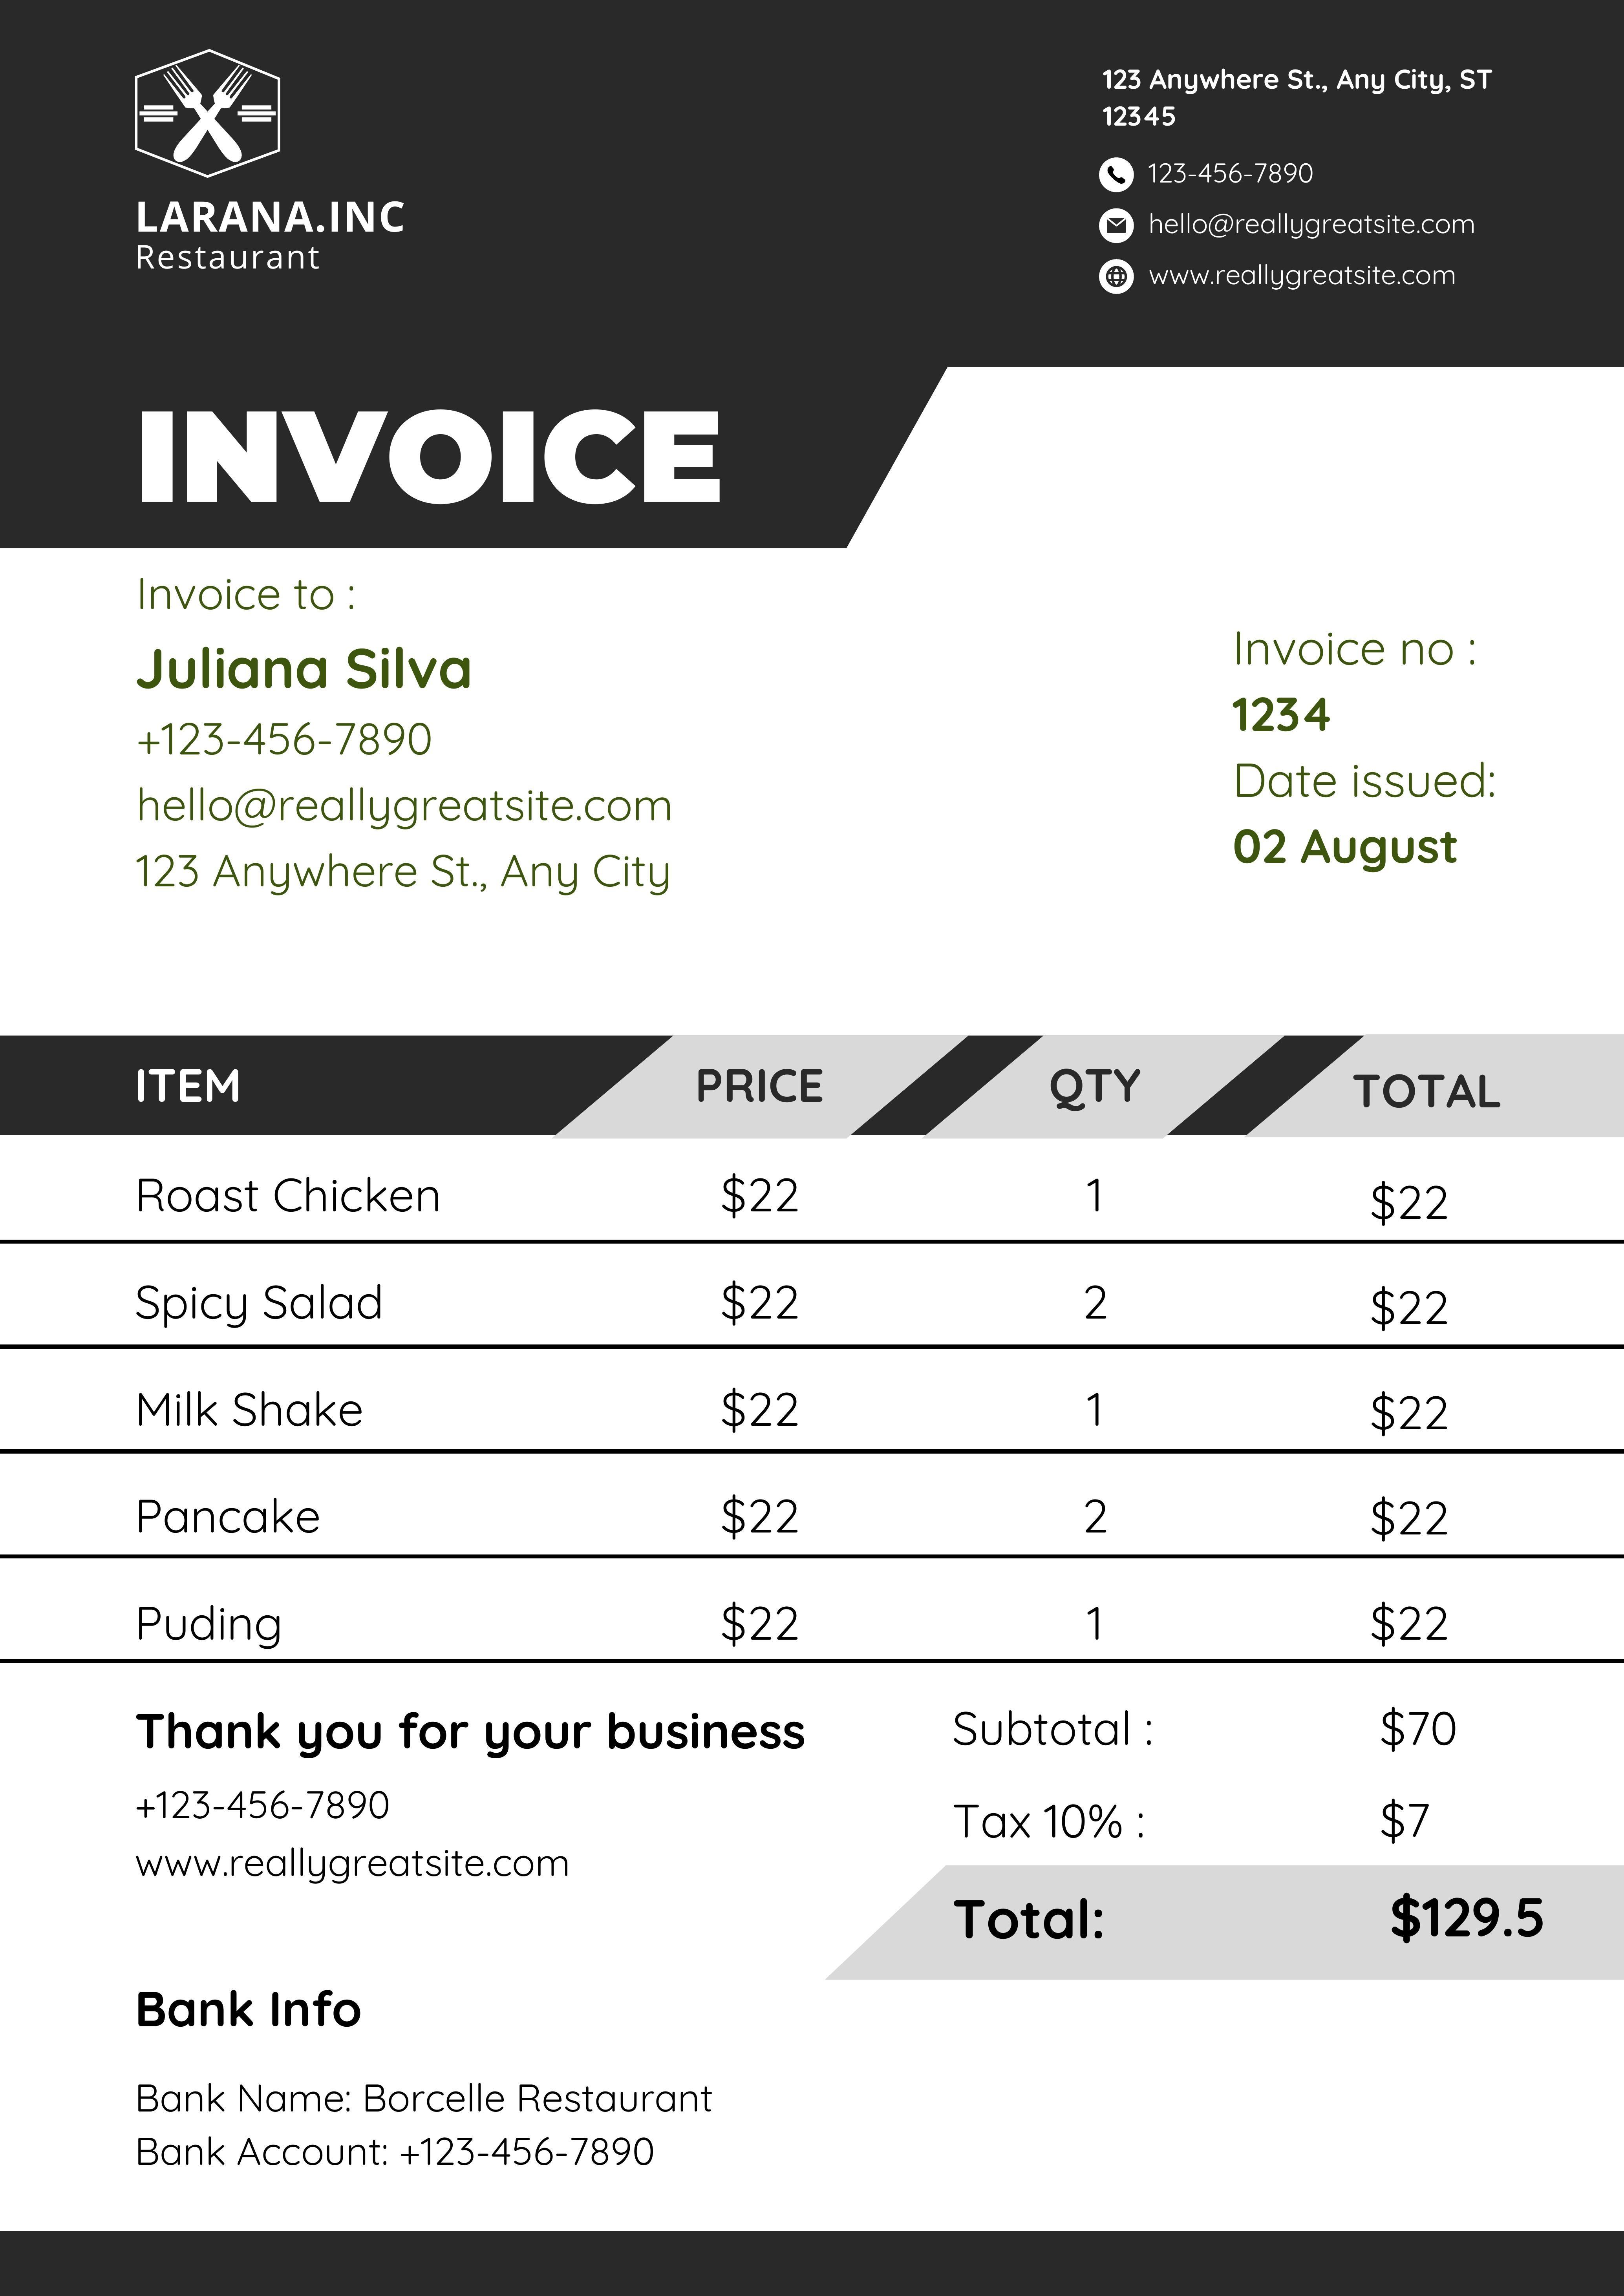 LARANA.INC
Restaurant
123 Anywhere St., Any City, ST
12345
123-456-7890
hello@reallygreatsite.com
www.reallygreatsite.com
INVOICE
Invoice to :
Juliana Silva
+123-456-7890
hello@reallygreatsite.com
123 Anywhere St., Any City
Invoice no :
1234
Date issued:
02 August
ITEM PRICE QTY TOTAL
Roast Chicken $22 1 $22
Spicy Salad $22 2 $22
Milk Shake $22 1 $22
Pancake $22 2 $22
Puding $22 1 $22
Thank you for your business
+123-456-7890
www.reallygreatsite.com
Subtotal : $70
Tax 10% : $7
Total: $129.5
Bank Info
Bank Name: Borcelle Restaurant
Bank Account: +123-456-7890